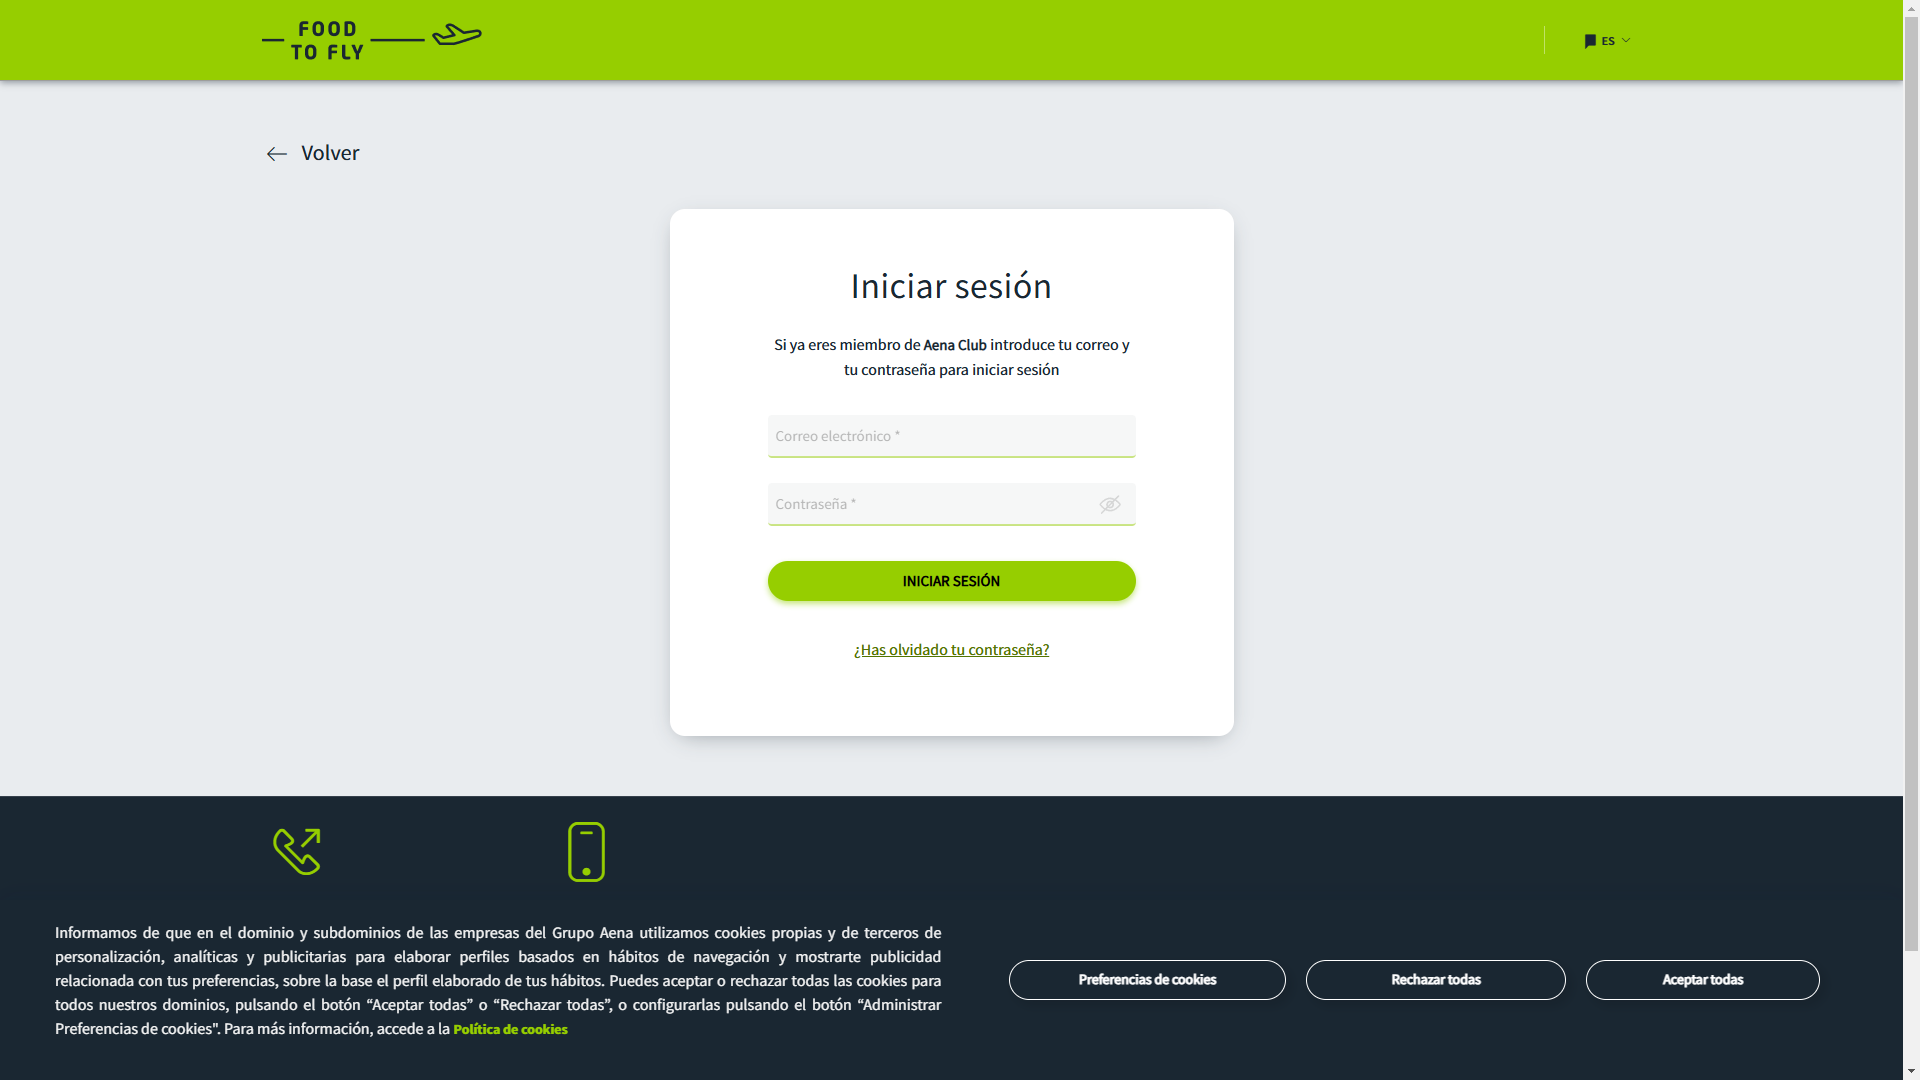 FOOD
TO FLY
ES
Volver
Iniciar sesión
Si ya eres miembro de Aena Club introduce tu correo y
tu contraseña para iniciar sesión
Correo electrónico *
Contraseña *
INICIAR SESIÓN
¿Has olvidado tu contraseña?
Informamos de que en el dominio y subdominios de las empresas del Grupo Aena utilizamos cookies propias y de terceros de
personalización, analíticas y publicitarias para elaborar perfiles basados en hábitos de navegación y mostrarte publicidad
relacionada con tus preferencias, sobre la base el perfil elaborado de tus hábitos. Puedes aceptar o rechazar todas las cookies para
todos nuestros dominios, pulsando el botón “Aceptar todas” o “Rechazar todas”, o configurarlas pulsando el botón “Administrar
Preferencias de cookies". Para más información, accede a la Política de cookies
Preferencias de cookies
Rechazar todas
Aceptar todas